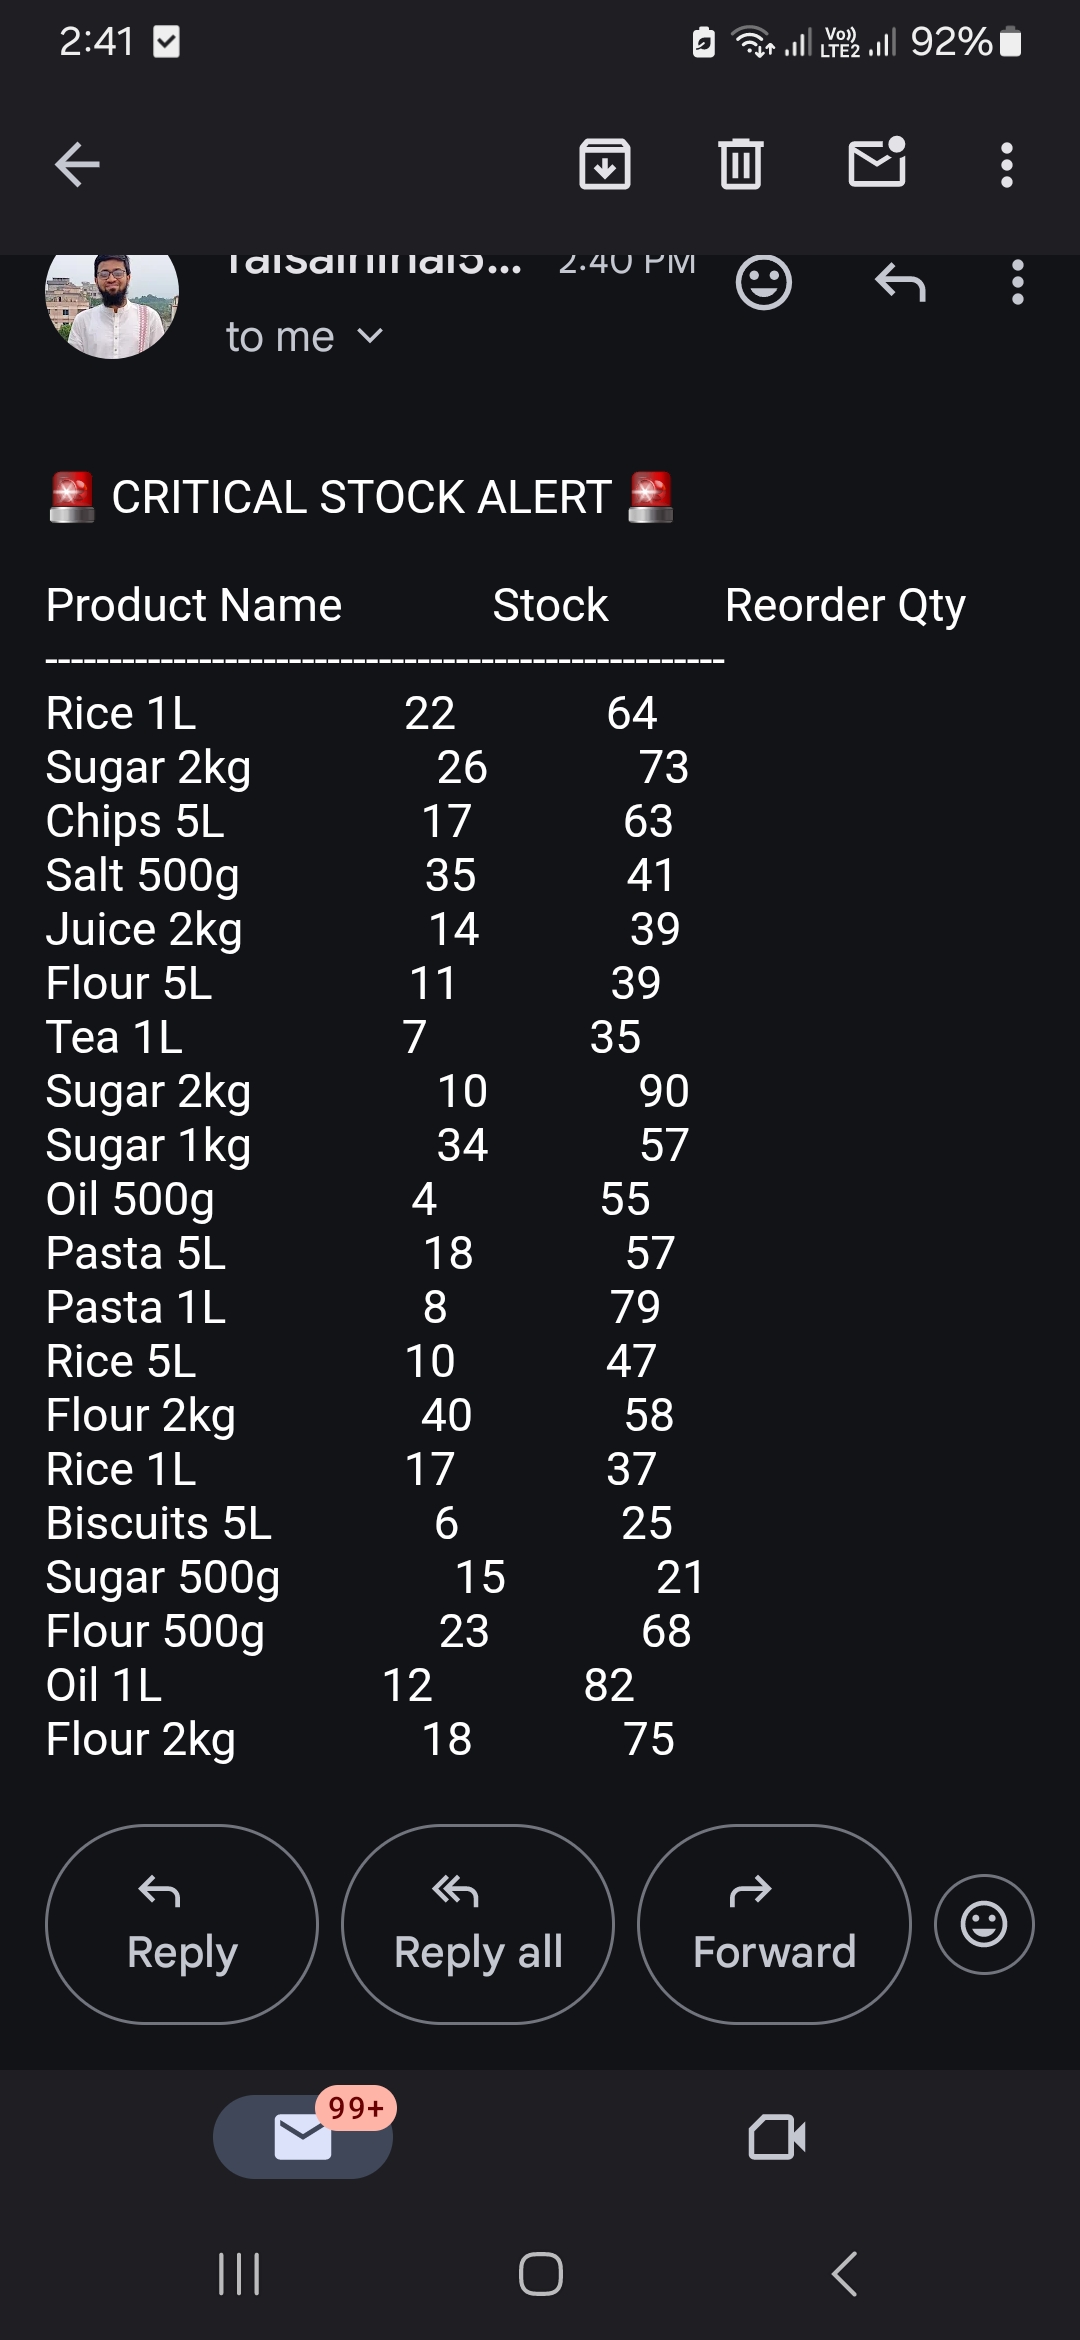 2:41
Vo)) LTE2 92%
2:40 PM
to me
🚨 CRITICAL STOCK ALERT 🚨
Product Name Stock Reorder Qty
-----------------------------------------------------
Rice 1L 22 64
Sugar 2kg 26 73
Chips 5L 17 63
Salt 500g 35 41
Juice 2kg 14 39
Flour 5L 11 39
Tea 1L 7 35
Sugar 2kg 10 90
Sugar 1kg 34 57
Oil 500g 4 55
Pasta 5L 18 57
Pasta 1L 8 79
Rice 5L 10 47
Flour 2kg 40 58
Rice 1L 17 37
Biscuits 5L 6 25
Sugar 500g 15 21
Flour 500g 23 68
Oil 1L 12 82
Flour 2kg 18 75
Reply Reply all Forward
99+